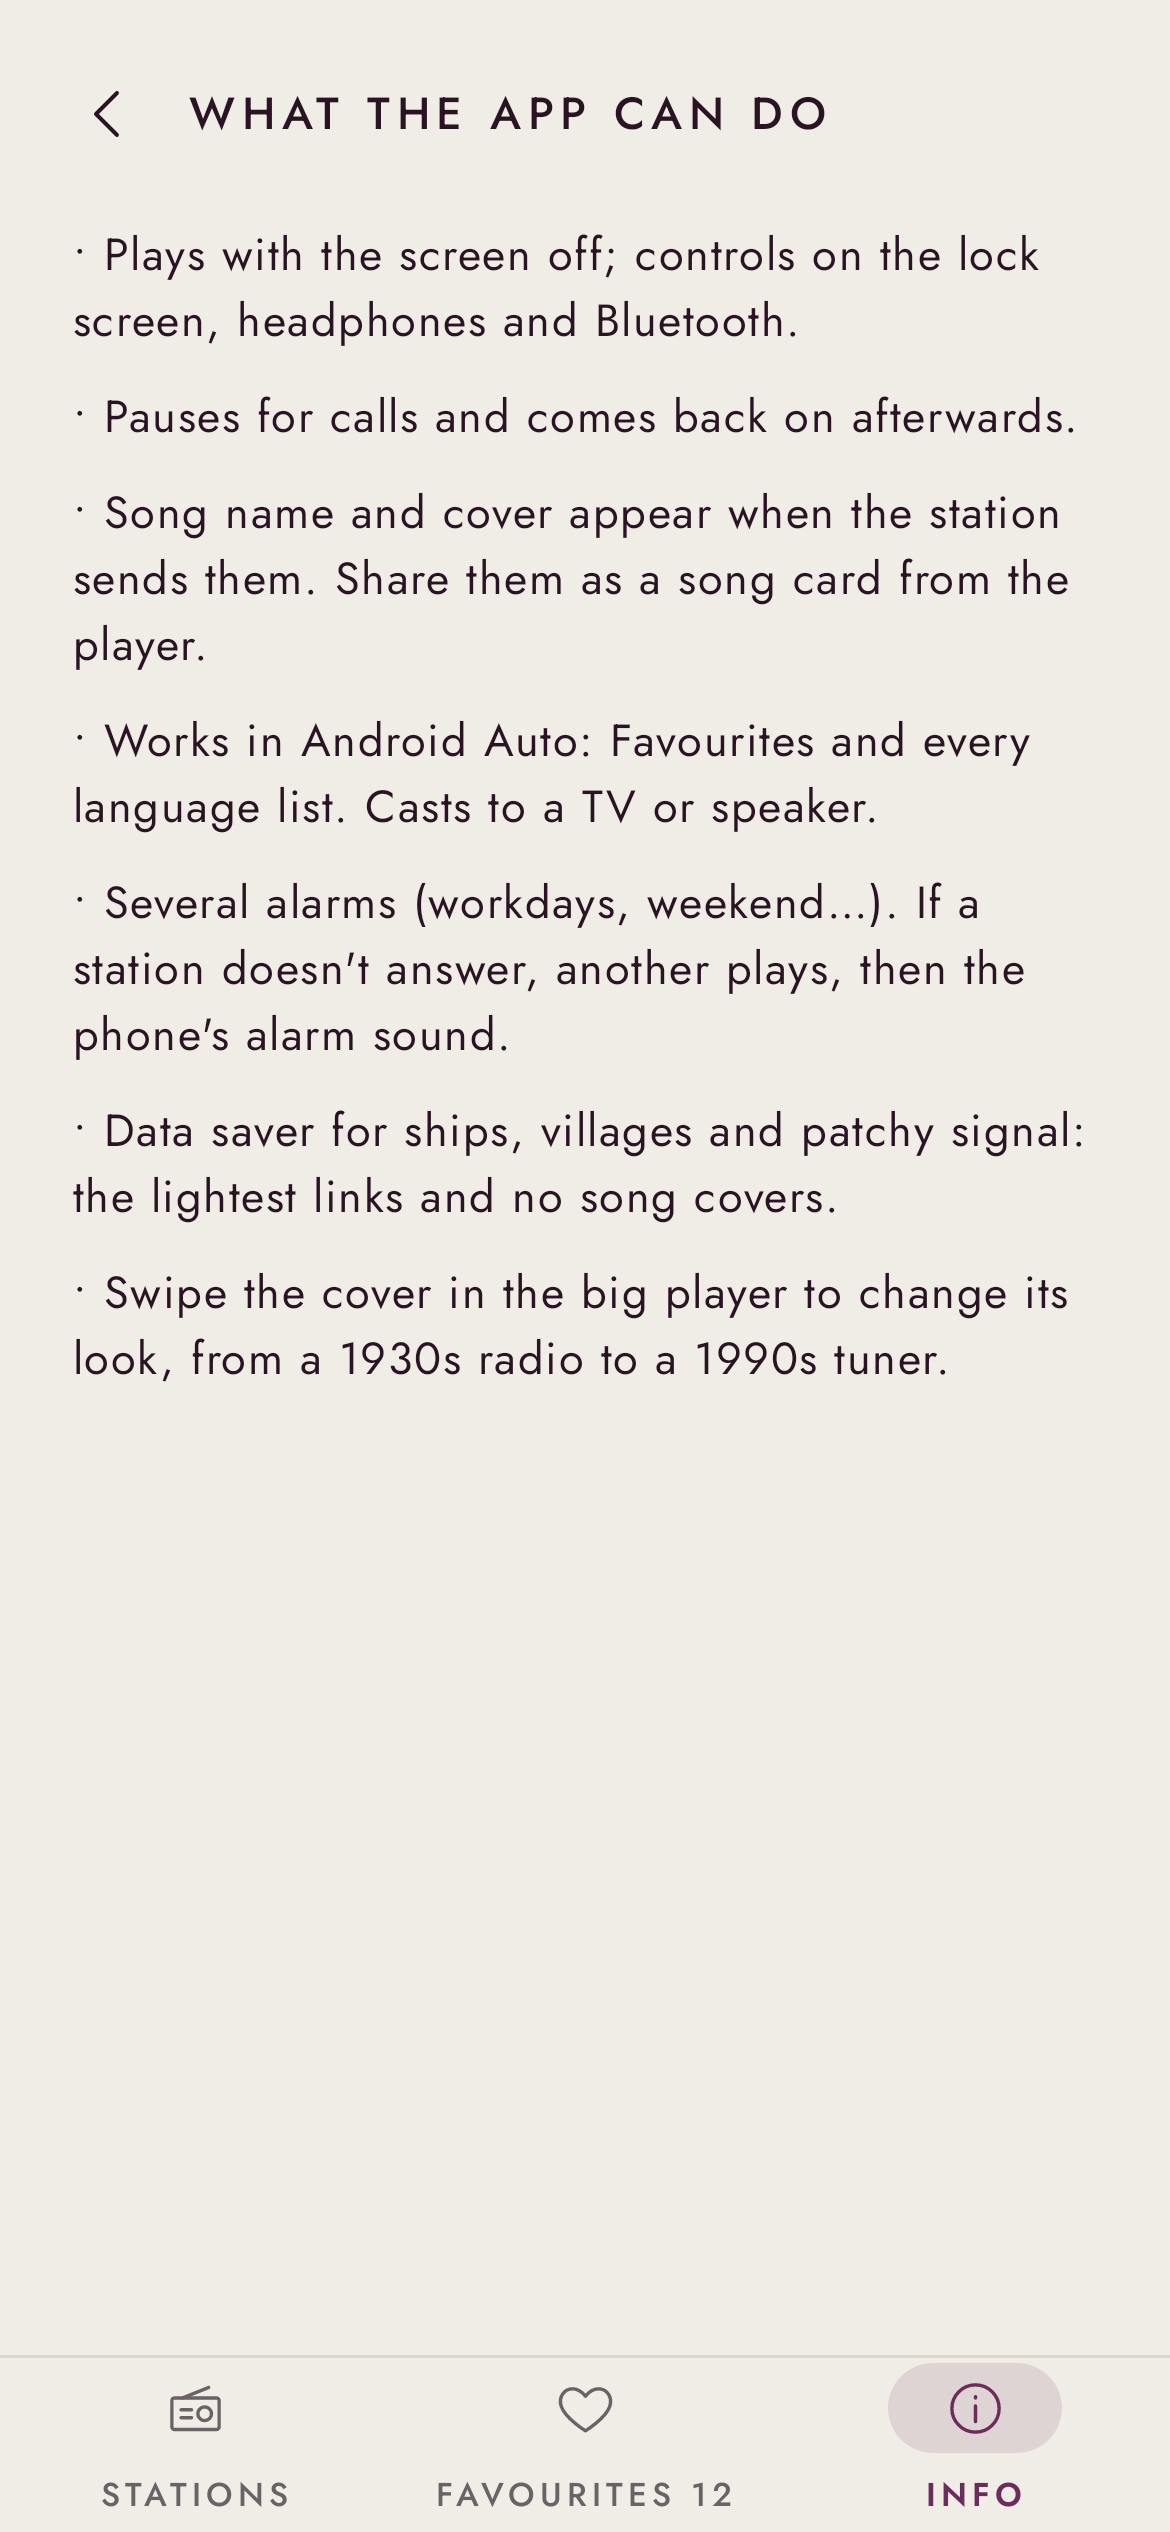 WHAT THE APP CAN DO
· Plays with the screen off; controls on the lock
screen, headphones and Bluetooth.
· Pauses for calls and comes back on afterwards.
· Song name and cover appear when the station
sends them. Share them as a song card from the
player.
· Works in Android Auto: Favourites and every
language list. Casts to a TV or speaker.
· Several alarms (workdays, weekend...). If a
station doesn't answer, another plays, then the
phone's alarm sound.
· Data saver for ships, villages and patchy signal:
the lightest links and no song covers.
· Swipe the cover in the big player to change its
look, from a 1930s radio to a 1990s tuner.
STATIONS
FAVOURITES 12
INFO